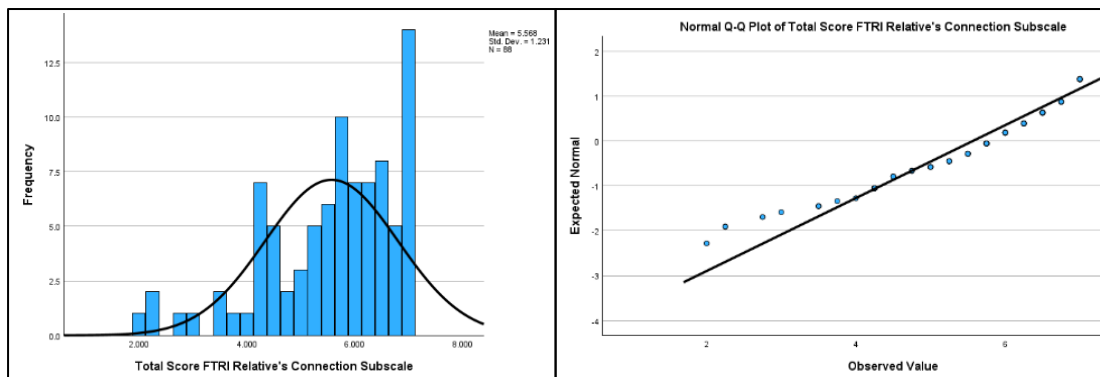 Mean = 5.568
Std. Dev. = 1.231
N = 88
12.5
10.0
7.5
5.0
2.5
0.0
Frequency
2.000 4.000 6.000 8.000
Total Score FTRI Relative's Connection Subscale
Normal Q-Q Plot of Total Score FTRI Relative's Connection Subscale
2
1
0
-1
-2
-3
-4
Expected Normal
2 4 6
Observed Value